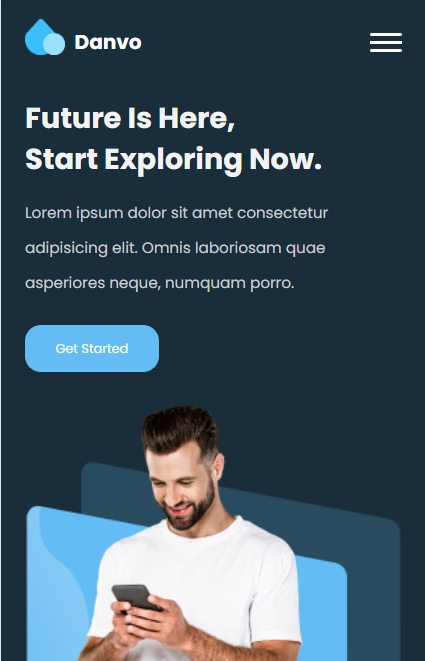 Danvo
Future Is Here,
Start Exploring Now.
Lorem ipsum dolor sit amet consectetur
adipisicing elit. Omnis laboriosam quae
asperiores neque, numquam porro.
Get Started